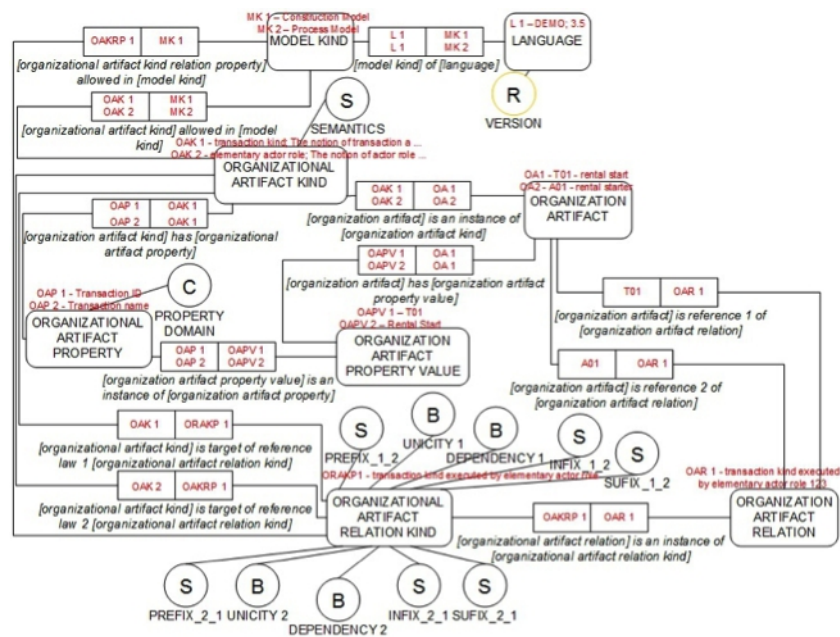 MK 1 – Construction Model
MK 2 – Process Model
MODEL KIND
L 1 – DEMO; 3.5
LANGUAGE
OAKRP 1 MK 1
L 1 MK 1
L 1 MK 2
[organizational artifact kind relation property]
allowed in [model kind]
[model kind] of [language]
R
VERSION
S
SEMANTICS
OAK 1 MK 1
OAK 2 MK2
[organizational artifact kind] allowed in [model
kind]
OAK 1 - transaction kind; The notion of transaction a ...
OAK 2 - elementary actor role; The notion of actor role ...
ORGANIZATIONAL
ARTIFACT KIND
OA1 - T01 - rental start
OA2 - A01 - rental starter
ORGANIZATION
ARTIFACT
OAK 1 OA 1
OAK 2 OA 2
[organization artifact] is an instance of
[organization artifact kind]
OAP 1 OAK 1
OAP 2 OAK 1
[organization artifact kind] has [organizational
artifact property]
OAPV 1 OA 1
OAPV 2 OA 1
[organization artifact] has [organization artifact
property value]
T01 OAR 1
[organization artifact] is reference 1 of
[organization artifact relation]
C
PROPERTY
DOMAIN
OAP 1 - Transaction ID
OAP 2 - Transaction name
ORGANIZATIONAL
ARTIFACT
PROPERTY
OAPV 1 – T01
OAPV 2 – Rental Start
ORGANIZATION
ARTIFACT
PROPERTY VALUE
OAP 1 OAPV 1
OAP 2 OAPV 2
[organization artifact property value] is an
instance of [organization artifact property]
A01 OAR 1
[organization artifact] is reference 2 of
[organization artifact relation]
OAK 1 ORAKP 1
[organizational artifact kind] is target of reference
law 1 [organizational artifact relation kind]
S
PREFIX_1_2
B
UNICITY 1
B
DEPENDENCY 1
S
INFIX_1_2
S
SUFIX_1_2
OAK 2 OAKRP 1
[organizational artifact kind] is target of reference
law 2 [organizational artifact relation kind]
ORAKP1 - transaction kind executed by elementary actor role
ORGANIZATIONAL
ARTIFACT
RELATION KIND
OAKRP 1 OAR 1
[organizational artifact relation] is an instance of
[organizational artifact relation kind]
OAR 1 - transaction kind executed
by elementary actor role 123
ORGANIZATION
ARTIFACT
RELATION
S
PREFIX_2_1
B
UNICITY 2
B
DEPENDENCY 2
S
INFIX_2_1
S
SUFIX_2_1